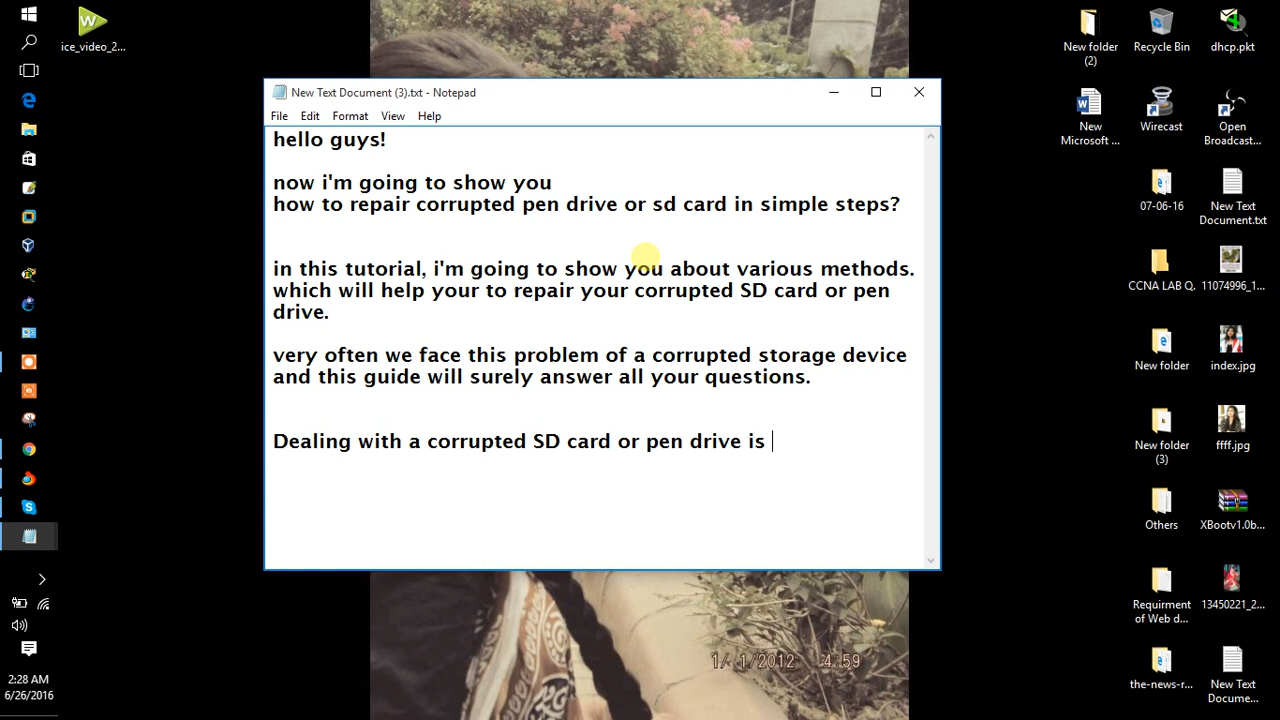 ice_video_2...
New Text Document (3).txt - Notepad
File Edit Format View Help
hello guys!
now i'm going to show you
how to repair corrupted pen drive or sd card in simple steps?
in this tutorial, i'm going to show you about various methods.
which will help your to repair your corrupted SD card or pen
drive.
very often we face this problem of a corrupted storage device
and this guide will surely answer all your questions.
Dealing with a corrupted SD card or pen drive is
New folder
(2)
Recycle Bin
dhcp.pkt
New
Microsoft ...
Wirecast
Open
Broadcast...
07-06-16
New Text
Document.txt
CCNA LAB Q.
11074996_1...
New folder
index.jpg
New folder
(3)
ffff.jpg
Others
XBootv1.0b...
Requirment
of Web d...
13450221_2...
the-news-r...
New Text
Docume...
2:28 AM
6/26/2016
1/ 1/2012 4:59